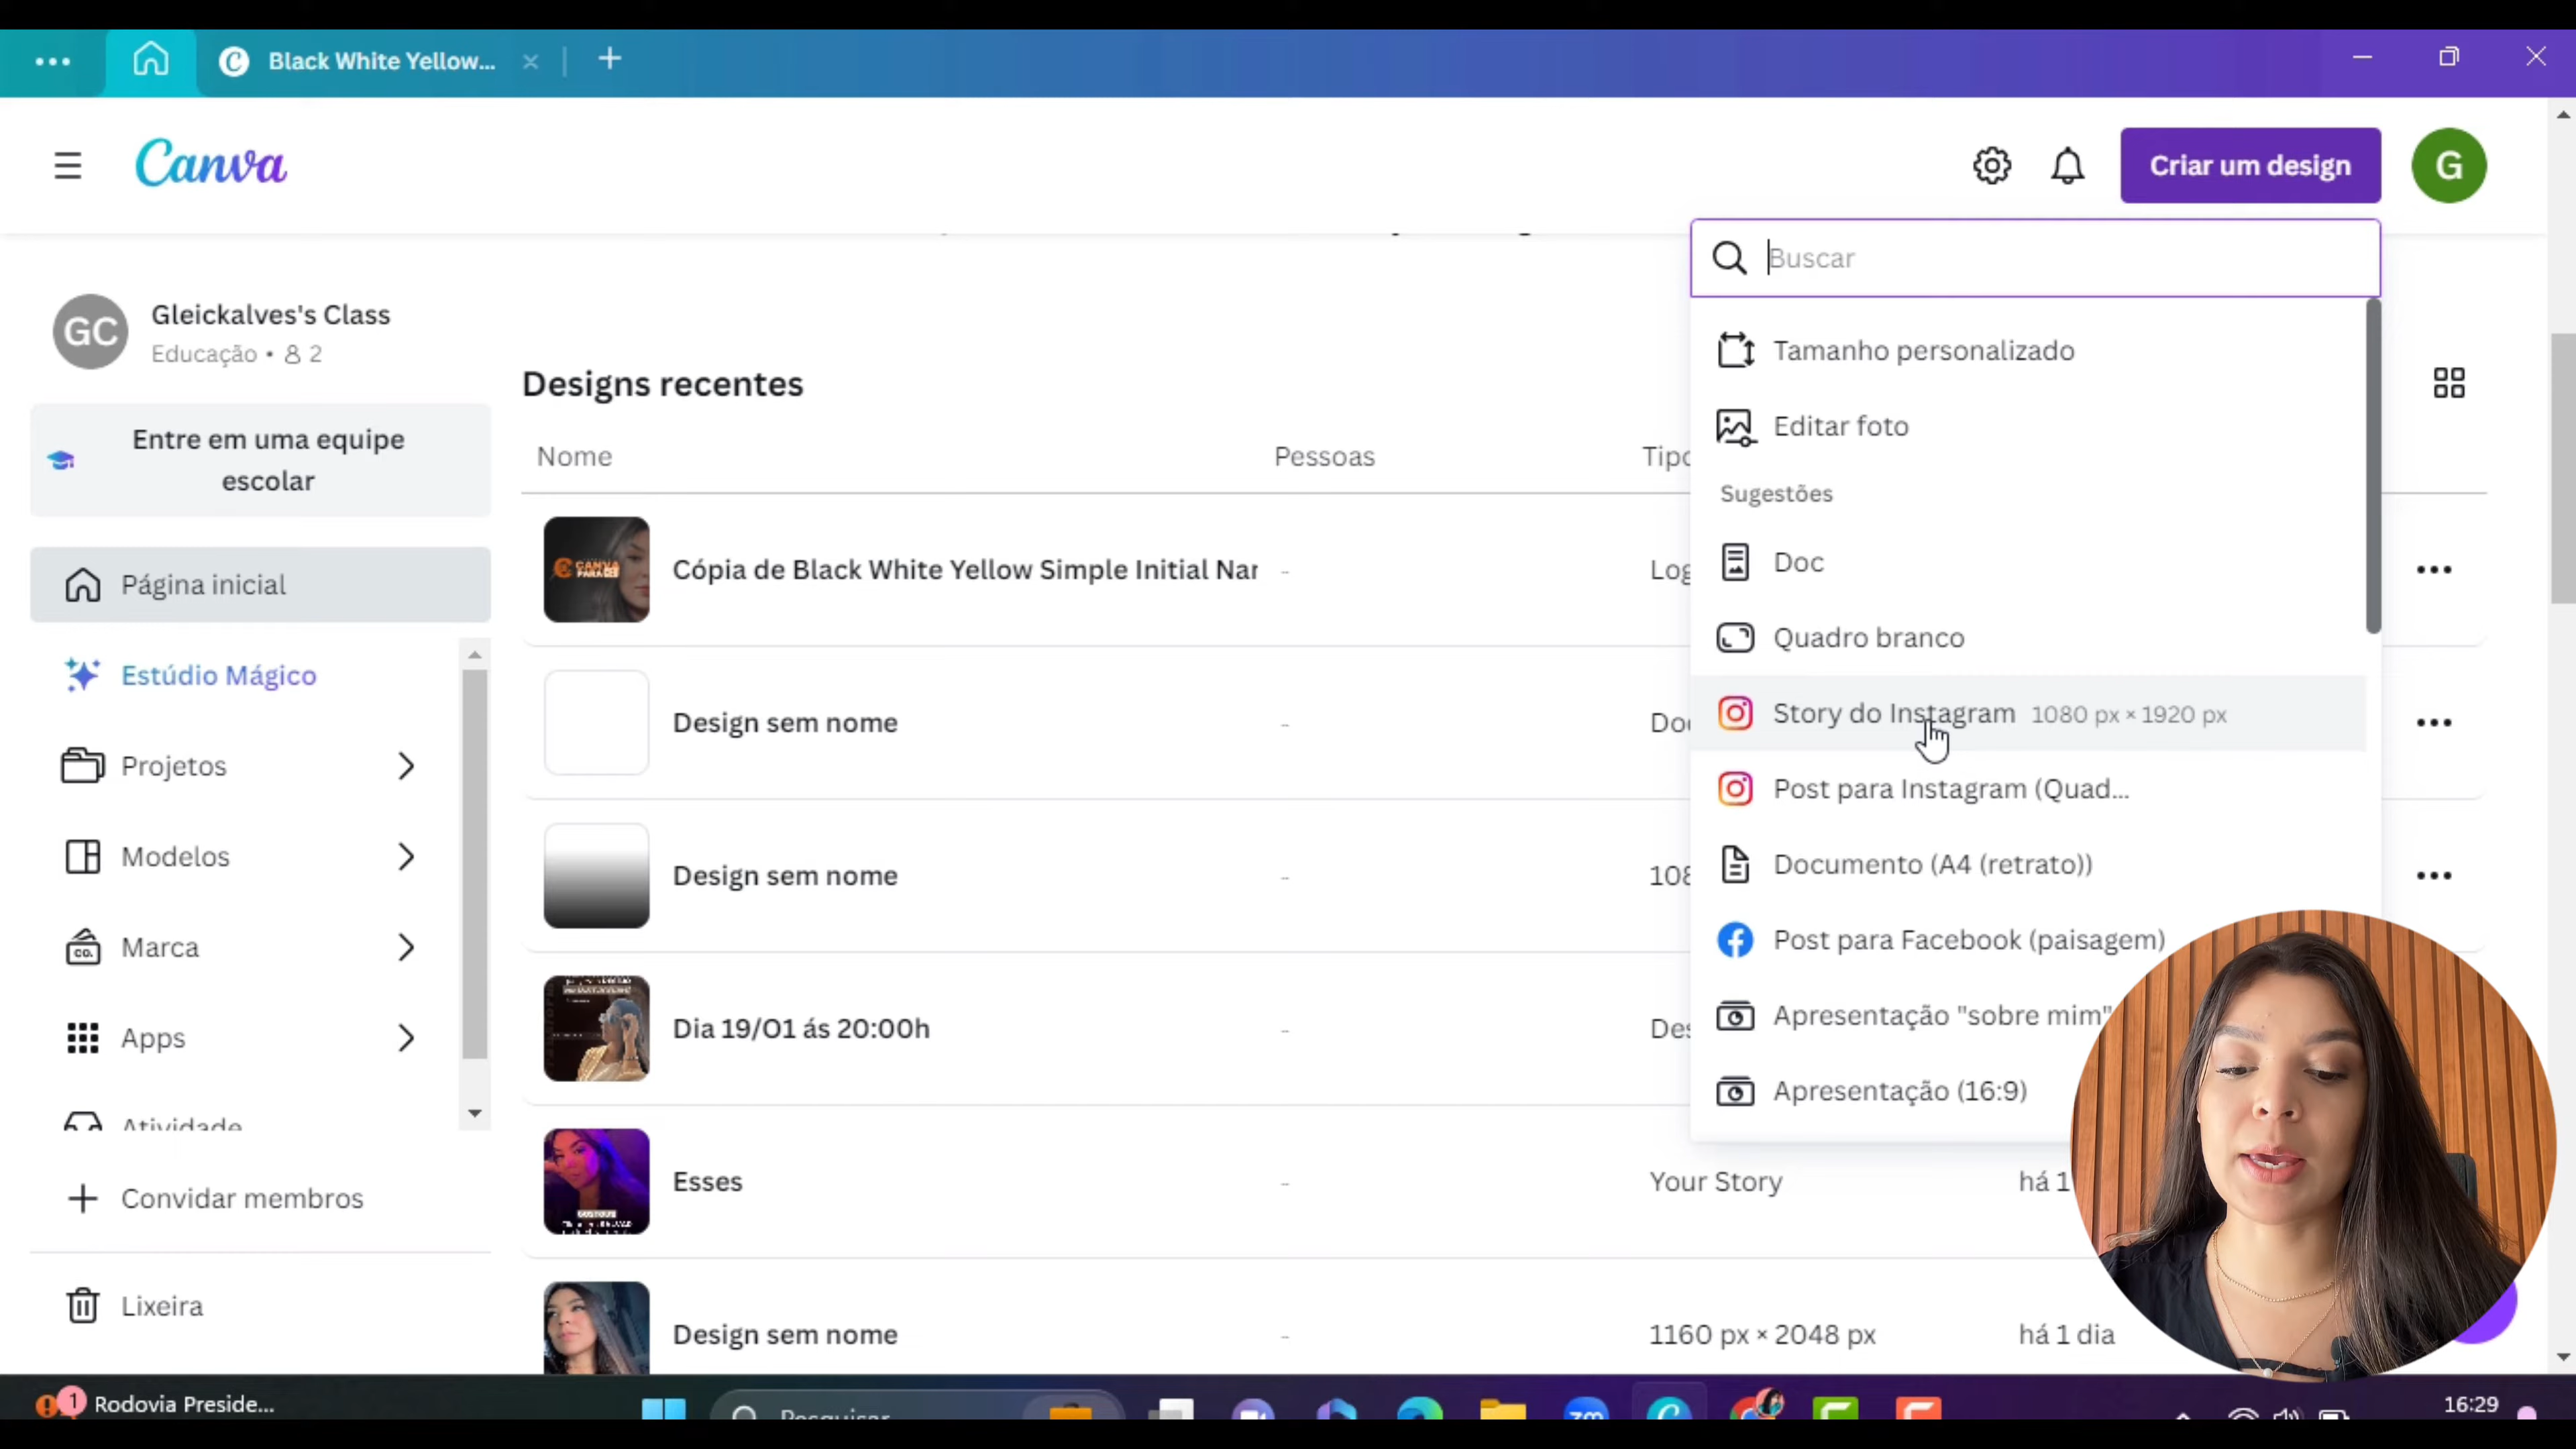 Black White Yellow...
Canva
Criar um design
G
Buscar
GC
Gleickalves's Class
Educação • 2
Entre em uma equipe
escolar
Página inicial
Estúdio Mágico
Projetos
Modelos
Marca
Apps
Atividade
Convidar membros
Lixeira
Designs recentes
Nome
Pessoas
Tipo
CANVA
Cópia de Black White Yellow Simple Initial Nar
-
Log
Design sem nome
-
Doc
Design sem nome
-
108
Dia 19/01 ás 20:00h
-
Des
Esses
-
Your Story
há 1
Design sem nome
-
1160 px × 2048 px
há 1 dia
Tamanho personalizado
Editar foto
Sugestões
Doc
Quadro branco
Story do Instagram 1080 px × 1920 px
Post para Instagram (Quad...
Documento (A4 (retrato))
Post para Facebook (paisagem)
Apresentação "sobre mim"
Apresentação (16:9)
1
Rodovia Preside...
Pesquisar
zm
16:29